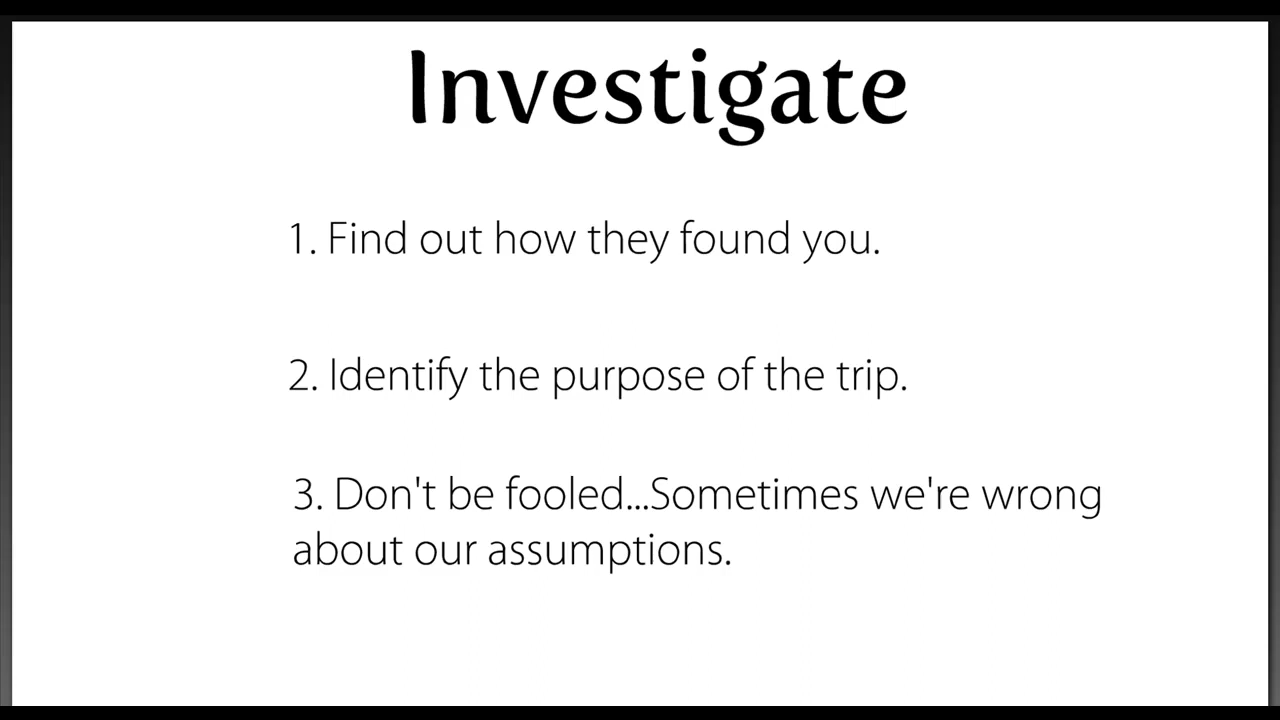 Investigate
1. Find out how they found you.
2. Identify the purpose of the trip.
3. Don't be fooled...Sometimes we're wrong
about our assumptions.